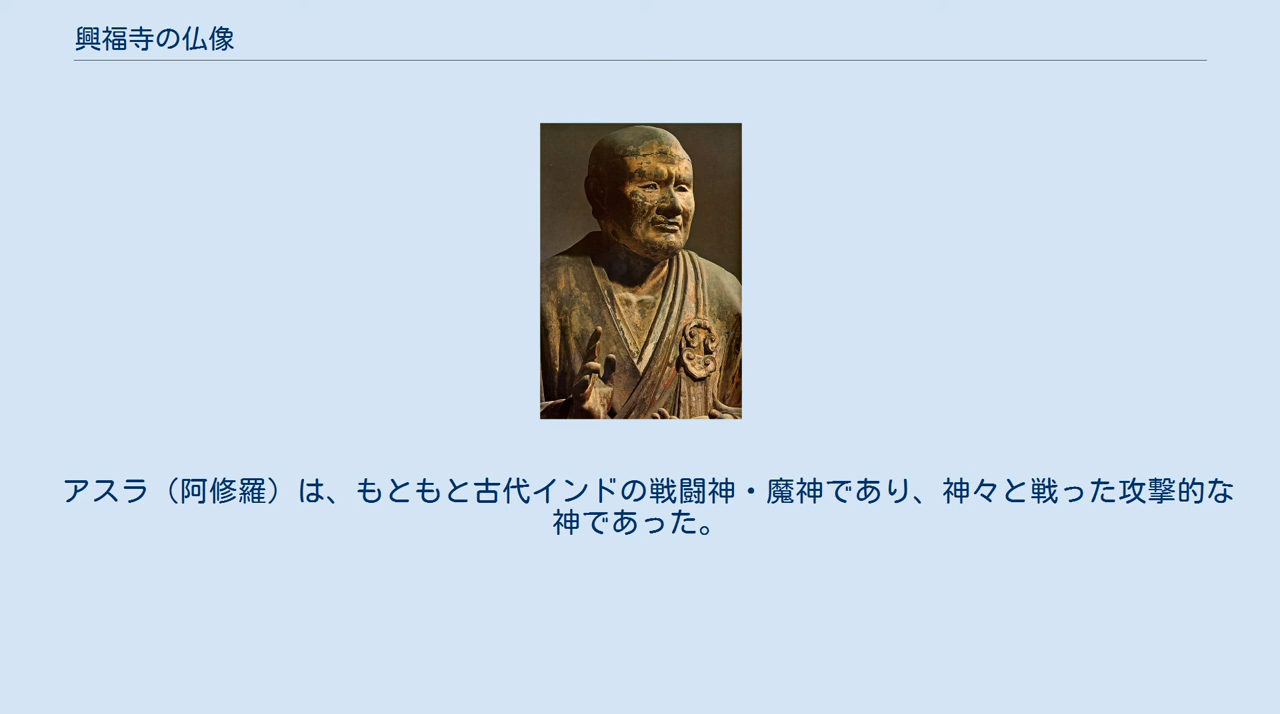 興福寺の仏像
アスラ（阿修羅）は、もともと古代インドの戦闘神・魔神であり、神々と戦った攻撃的な
神であった。